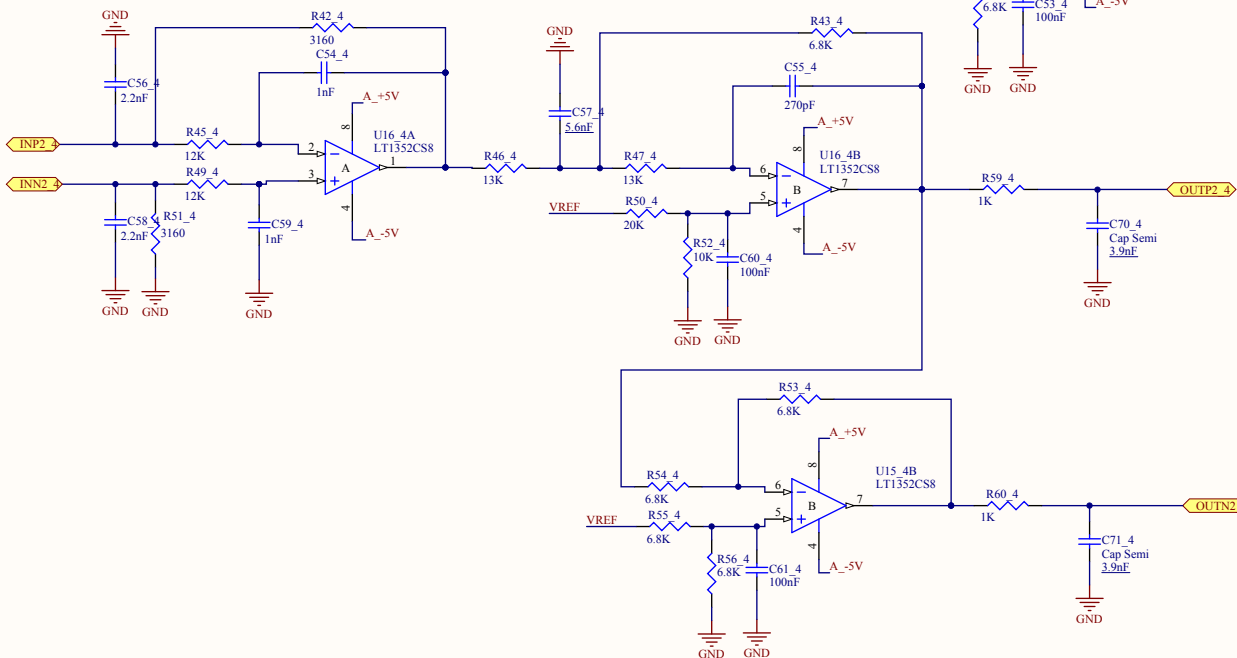 6.8K
C53_4
100nF
A_-5V
GND
GND
GND
R42_4
3160
C54_4
1nF
C56_4
2.2nF
A_+5V
8
U16_4A
LT1352CS8
INP2_4
R45_4
12K
2
A
1
3
INN2_4
R49_4
12K
4
A_-5V
C58_4
2.2nF
R51_4
3160
C59_4
1nF
GND
GND
GND
GND
R43_4
6.8K
C55_4
270pF
C57_4
5.6nF
A_+5V
8
U16_4B
LT1352CS8
R46_4
13K
R47_4
13K
6
B
7
5
VREF
R50_4
20K
4
A_-5V
R52_4
10K
C60_4
100nF
GND
GND
R59_4
1K
OUTP2_4
C70_4
Cap Semi
3.9nF
GND
R53_4
6.8K
A_+5V
8
U15_4B
LT1352CS8
R54_4
6.8K
6
B
7
5
VREF
R55_4
6.8K
4
A_-5V
R56_4
6.8K
C61_4
100nF
GND
GND
R60_4
1K
OUTN2
C71_4
Cap Semi
3.9nF
GND